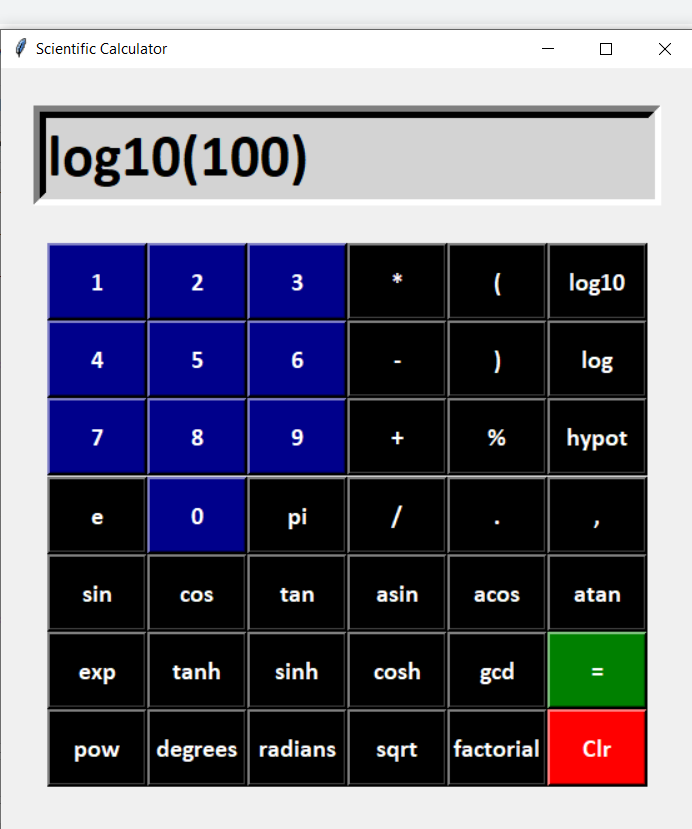 Scientific Calculator
log10(100)
1 2 3 * ( log10
4 5 6 - ) log
7 8 9 + % hypot
e 0 pi / . ,
sin cos tan asin acos atan
exp tanh sinh cosh gcd =
pow degrees radians sqrt factorial Clr